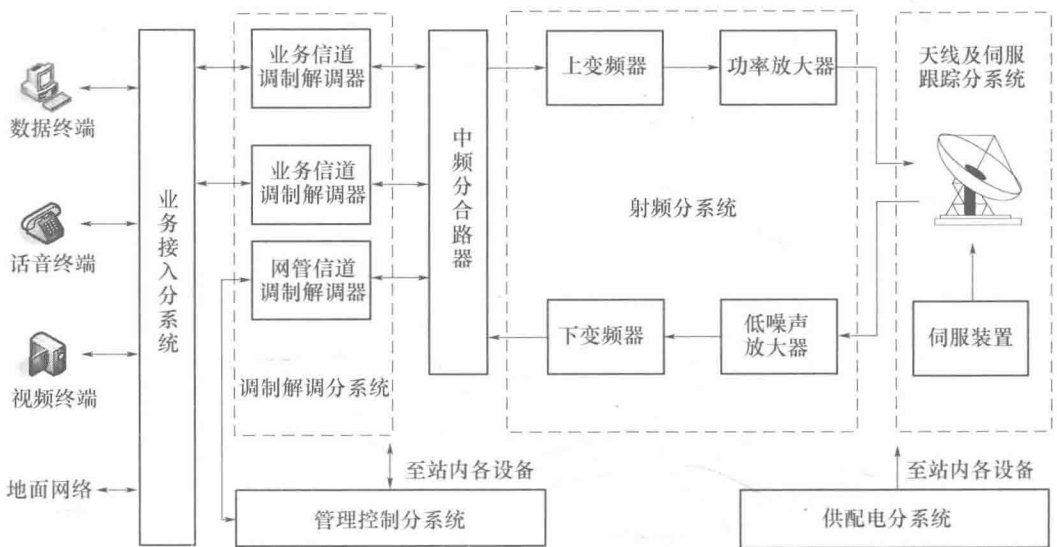 数据终端
话音终端
视频终端
地面网络
业务接入分系统
业务信道
调制解调器
业务信道
调制解调器
网管信道
调制解调器
调制解调分系统
中频分合路器
上变频器
功率放大器
射频分系统
下变频器
低噪声
放大器
天线及伺服
跟踪分系统
伺服装置
至站内各设备
管理控制分系统
至站内各设备
供配电分系统